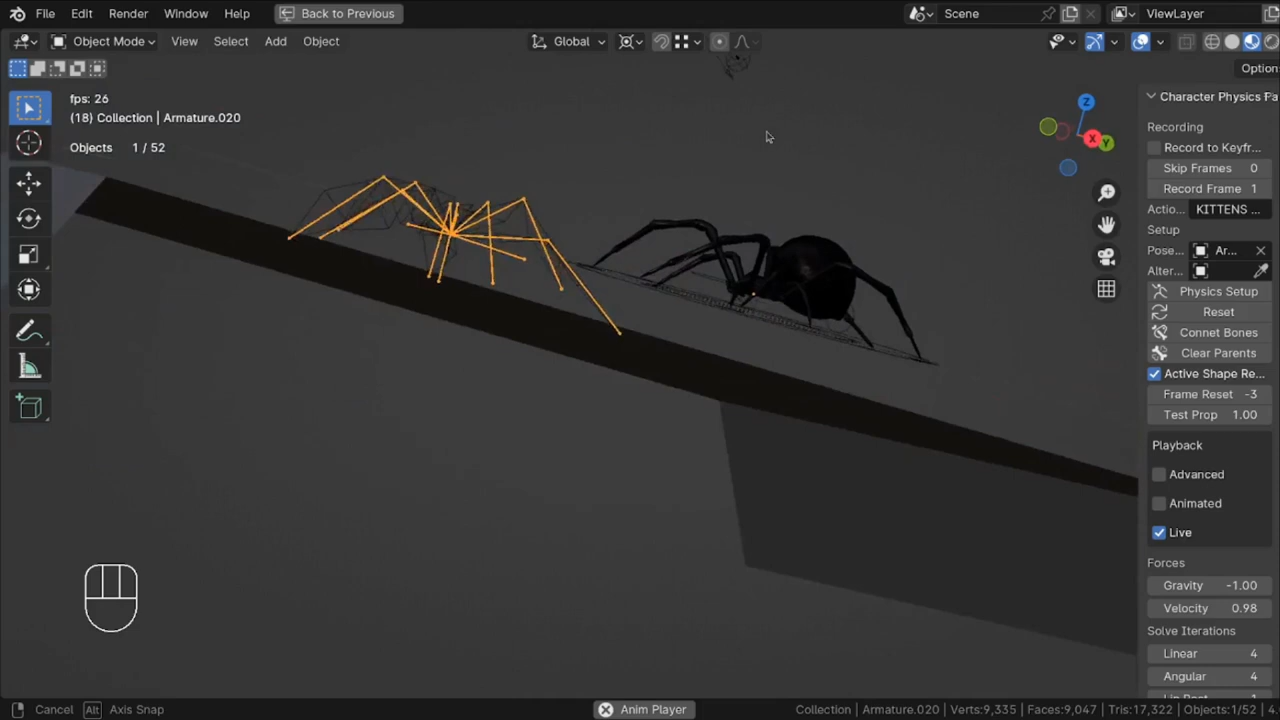 File Edit Render Window Help Back to Previous Scene ViewLayer
Object Mode View Select Add Object Global
Options
fps: 26
(18) Collection | Armature.020
Objects 1 / 52
Z
X
Y
Character Physics Pa
Recording
Record to Keyfr...
Skip Frames 0
Record Frame 1
Actio... KITTENS ...
Setup
Pose... Ar...
Alter...
Physics Setup
Reset
Connet Bones
Clear Parents
Active Shape Re...
Frame Reset -3
Test Prop 1.00
Playback
Advanced
Animated
Live
Forces
Gravity -1.00
Velocity 0.98
Solve Iterations
Linear 4
Angular 4
Cancel Alt Axis Snap Anim Player Collection | Armature.020 | Verts:9,335 | Faces:9,047 | Tris:17,322 | Objects:1/52 | 4.